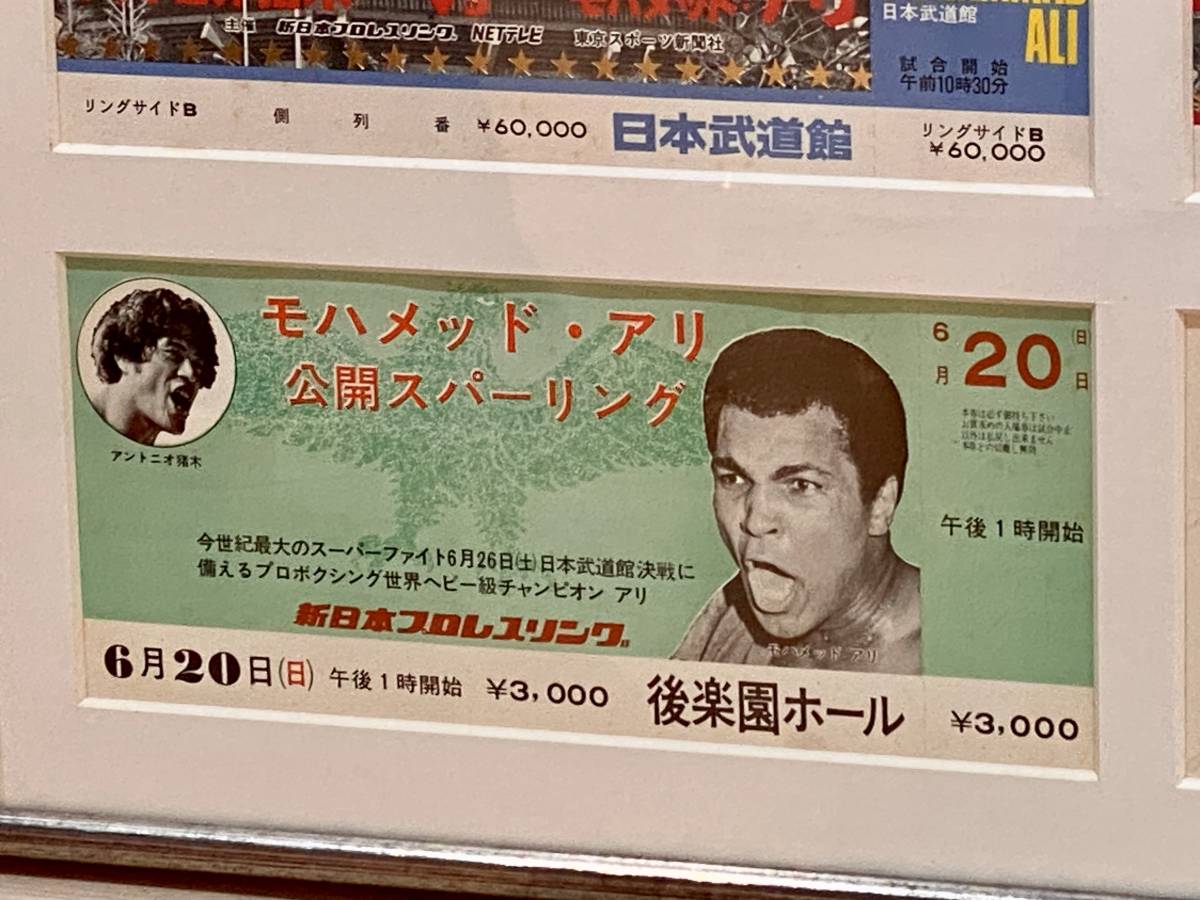 主催 新日本プロレスリング. NETテレビ 東京スポーツ新聞社
日本武道館
ALI
試合開始
午前10時30分
リングサイドB 側 列 番 ¥60,000 日本武道館
リングサイドB
¥60,000
モハメッド・アリ
公開スパーリング
アントニオ猪木
今世紀最大のスーパーファイト6月26日(土)日本武道館決戦に
備えるプロボクシング世界ヘビー級チャンピオン アリ
新日本プロレスリング.
モハメッド アリ
6月20日(日)
午後1時開始
6月20日(日) 午後1時開始 ¥3,000 後楽園ホール ¥3,000